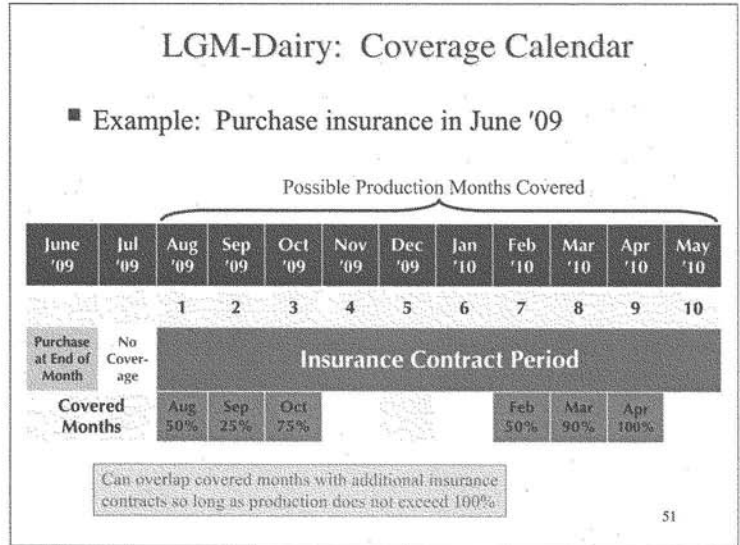 LGM-Dairy: Coverage Calendar
■ Example: Purchase insurance in June '09
Possible Production Months Covered
June Jul Aug Sep Oct Nov Dec Jan Feb Mar Apr May
'09 '09 '09 '09 '09 '09 '09 '10 '10 '10 '10 '10
1 2 3 4 5 6 7 8 9 10
Purchase No
at End of Cover-
Month age
Insurance Contract Period
Covered Aug Sep Oct Feb Mar Apr
Months 50% 25% 75% 50% 90% 100%
Can overlap covered months with additional insurance
contracts so long as production does not exceed 100%
51